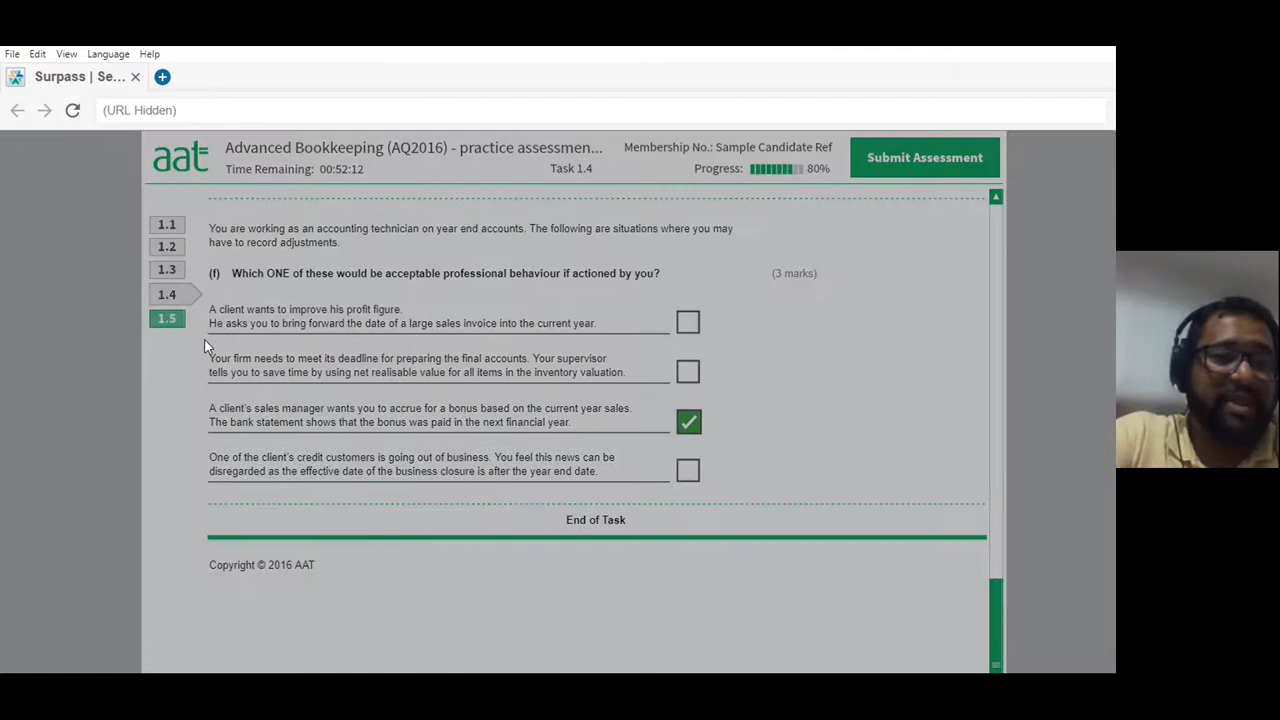 File Edit View Language Help
Surpass | Se...
(URL Hidden)
aat
Advanced Bookkeeping (AQ2016) - practice assessmen...
Membership No.: Sample Candidate Ref
Submit Assessment
Time Remaining: 00:52:12
Task 1.4
Progress:
80%
1.1
1.2
1.3
1.4
1.5
You are working as an accounting technician on year end accounts. The following are situations where you may
have to record adjustments.
(f) Which ONE of these would be acceptable professional behaviour if actioned by you?
(3 marks)
A client wants to improve his profit figure.
He asks you to bring forward the date of a large sales invoice into the current year.
Your firm needs to meet its deadline for preparing the final accounts. Your supervisor
tells you to save time by using net realisable value for all items in the inventory valuation.
A client's sales manager wants you to accrue for a bonus based on the current year sales.
The bank statement shows that the bonus was paid in the next financial year.
One of the client's credit customers is going out of business. You feel this news can be
disregarded as the effective date of the business closure is after the year end date.
End of Task
Copyright © 2016 AAT